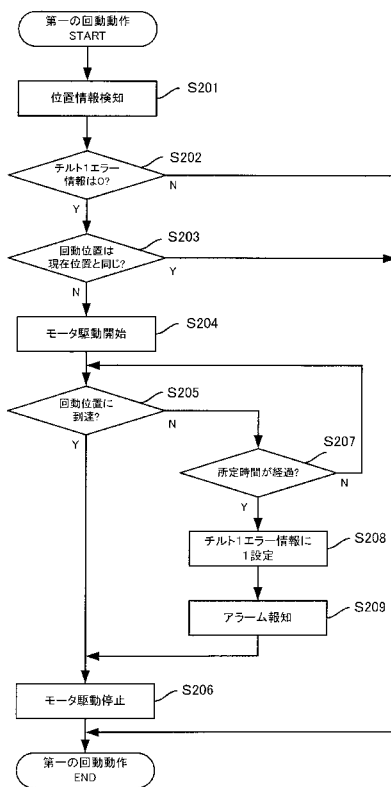 第一の回動動作
START
S201
位置情報検知
S202
チルト1エラー
情報は0?
N
Y
S203
回動位置は
現在位置と同じ?
Y
N
S204
モータ駆動開始
S205
回動位置に
到達?
N
Y
S207
所定時間が経過?
N
Y
S208
チルト1エラー情報に
1設定
S209
アラーム報知
S206
モータ駆動停止
第一の回動動作
END